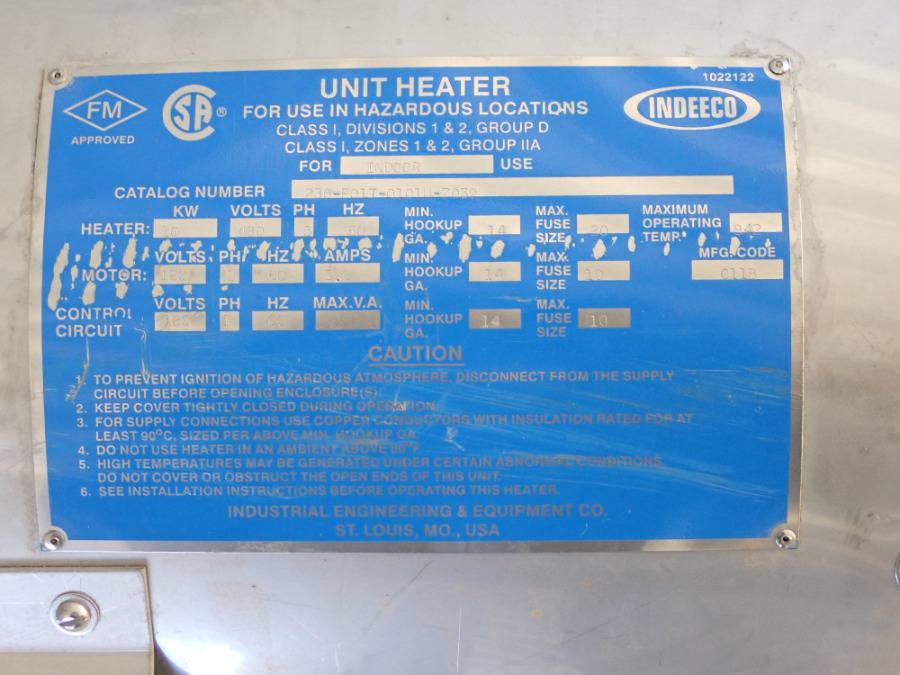 1022122
FM
APPROVED
SA ®
UNIT HEATER
FOR USE IN HAZARDOUS LOCATIONS
CLASS I, DIVISIONS 1 & 2, GROUP D
CLASS I, ZONES 1 & 2, GROUP IIA
INDEECO
FOR INDOOR USE
CATALOG NUMBER
KW VOLTS PH HZ
HEATER: 480 3 60 MIN. HOOKUP GA. 14 MAX. FUSE SIZE 20 MAXIMUM OPERATING TEMP. 842
VOLTS PH HZ AMPS
MOTOR: 60 MIN. HOOKUP GA. 14 MAX. FUSE SIZE 10 MFG. CODE 0118
VOLTS PH HZ MAX.V.A.
CONTROL CIRCUIT 120 MIN. HOOKUP GA. 14 MAX. FUSE SIZE 10
CAUTION
1. TO PREVENT IGNITION OF HAZARDOUS ATMOSPHERE, DISCONNECT FROM THE SUPPLY
CIRCUIT BEFORE OPENING ENCLOSURE(S).
2. KEEP COVER TIGHTLY CLOSED DURING OPERATION.
3. FOR SUPPLY CONNECTIONS USE COPPER CONDUCTORS WITH INSULATION RATED FOR AT
LEAST 90°C, SIZED PER ABOVE MIN. HOOKUP GA.
4. DO NOT USE HEATER IN AN AMBIENT ABOVE °F.
5. HIGH TEMPERATURES MAY BE GENERATED UNDER CERTAIN ABNORMAL CONDITIONS.
DO NOT COVER OR OBSTRUCT THE OPEN ENDS OF THIS UNIT.
6. SEE INSTALLATION INSTRUCTIONS BEFORE OPERATING THIS HEATER.
INDUSTRIAL ENGINEERING & EQUIPMENT CO.
ST. LOUIS, MO., USA